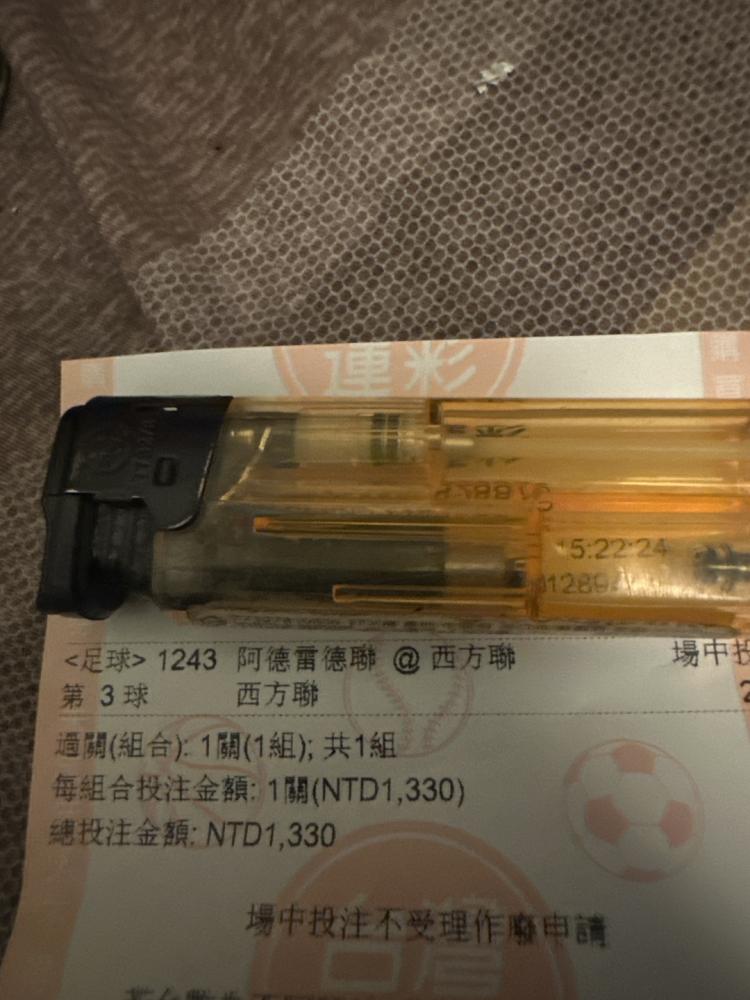 運彩
15:22:24
<足球> 1243 阿德雷德聯 @ 西方聯
場中投
第 3 球 西方聯
2
過關(組合): 1關(1組); 共1組
每組合投注金額: 1關(NTD1,330)
總投注金額: NTD1,330
場中投注不受理作廢申請
台灣